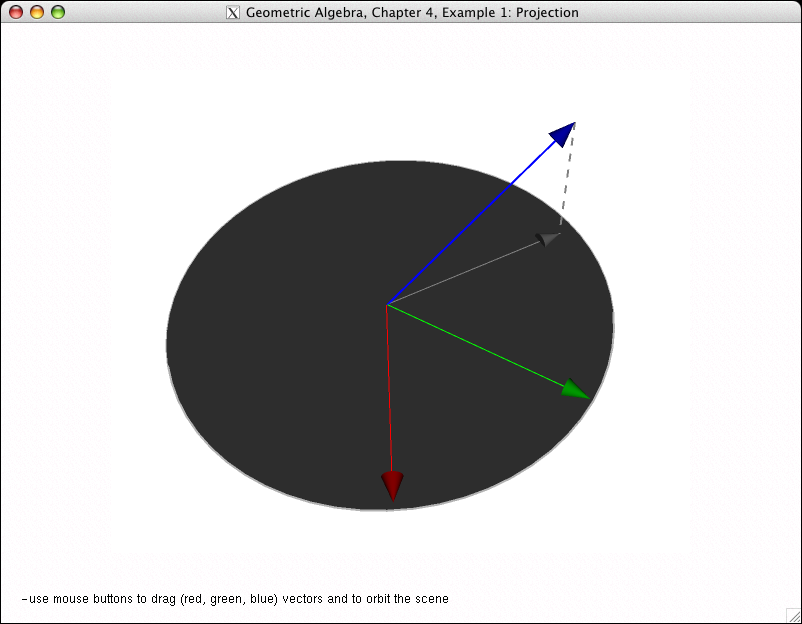 X Geometric Algebra, Chapter 4, Example 1: Projection
-use mouse buttons to drag (red, green, blue) vectors and to orbit the scene